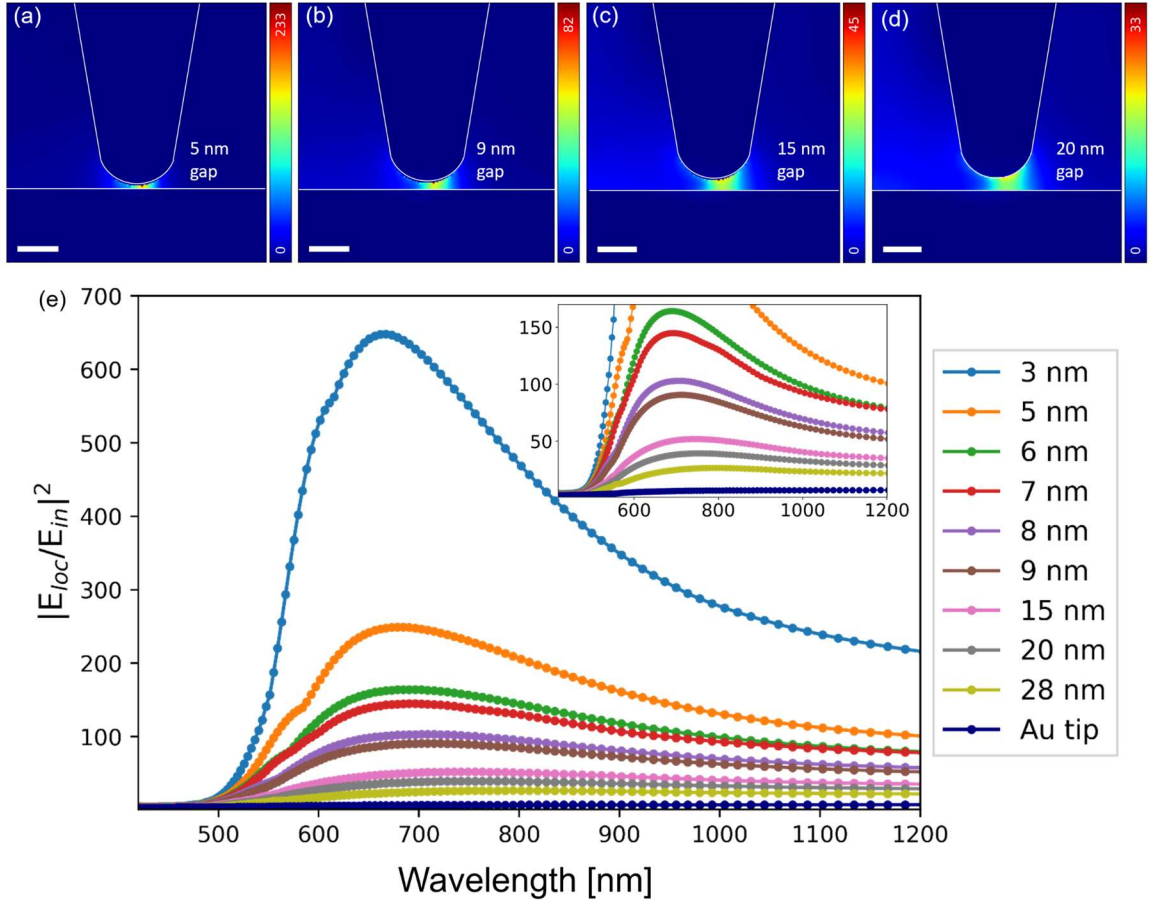 (a)
233
0
5 nm
gap
(b)
82
0
9 nm
gap
(c)
45
0
15 nm
gap
(d)
33
0
20 nm
gap
(e)
700
600
500
400
300
200
100
|E_loc/E_in|²
500 600 700 800 900 1000 1100 1200
Wavelength [nm]
150
100
50
600 800 1000 1200
3 nm
5 nm
6 nm
7 nm
8 nm
9 nm
15 nm
20 nm
28 nm
Au tip